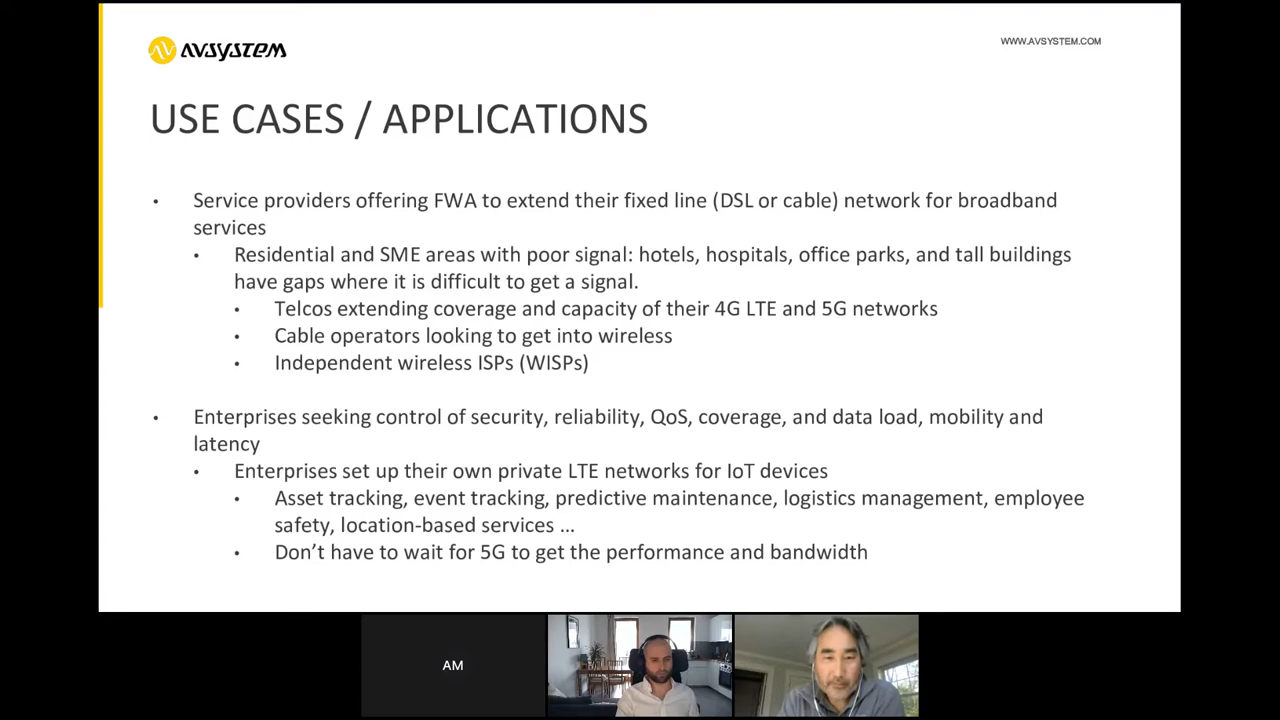 AVSYSTEM
WWW.AVSYSTEM.COM
USE CASES / APPLICATIONS
• Service providers offering FWA to extend their fixed line (DSL or cable) network for broadband
services
• Residential and SME areas with poor signal: hotels, hospitals, office parks, and tall buildings
have gaps where it is difficult to get a signal.
• Telcos extending coverage and capacity of their 4G LTE and 5G networks
• Cable operators looking to get into wireless
• Independent wireless ISPs (WISPs)
• Enterprises seeking control of security, reliability, QoS, coverage, and data load, mobility and
latency
• Enterprises set up their own private LTE networks for IoT devices
• Asset tracking, event tracking, predictive maintenance, logistics management, employee
safety, location-based services …
• Don’t have to wait for 5G to get the performance and bandwidth
AM